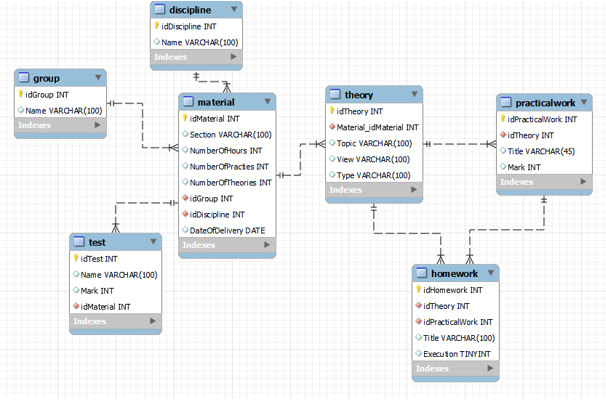 discipline
idDiscipline INT
Name VARCHAR(100)
Indexes
group
idGroup INT
Name VARCHAR(100)
Indexes
material
idMaterial INT
Section VARCHAR(100)
NumberOfHours INT
NumberOfPracties INT
NumberOfTheories INT
idGroup INT
idDiscipline INT
DateOfDelivery DATE
Indexes
theory
idTheory INT
Material_idMaterial INT
Topic VARCHAR(100)
View VARCHAR(100)
Type VARCHAR(100)
Indexes
practicalwork
idPracticalWork INT
idTheory INT
Title VARCHAR(45)
Mark INT
Indexes
test
idTest INT
Name VARCHAR(100)
Mark INT
idMaterial INT
Indexes
homework
idHomework INT
idTheory INT
idPracticalWork INT
Title VARCHAR(100)
Execution TINYINT
Indexes